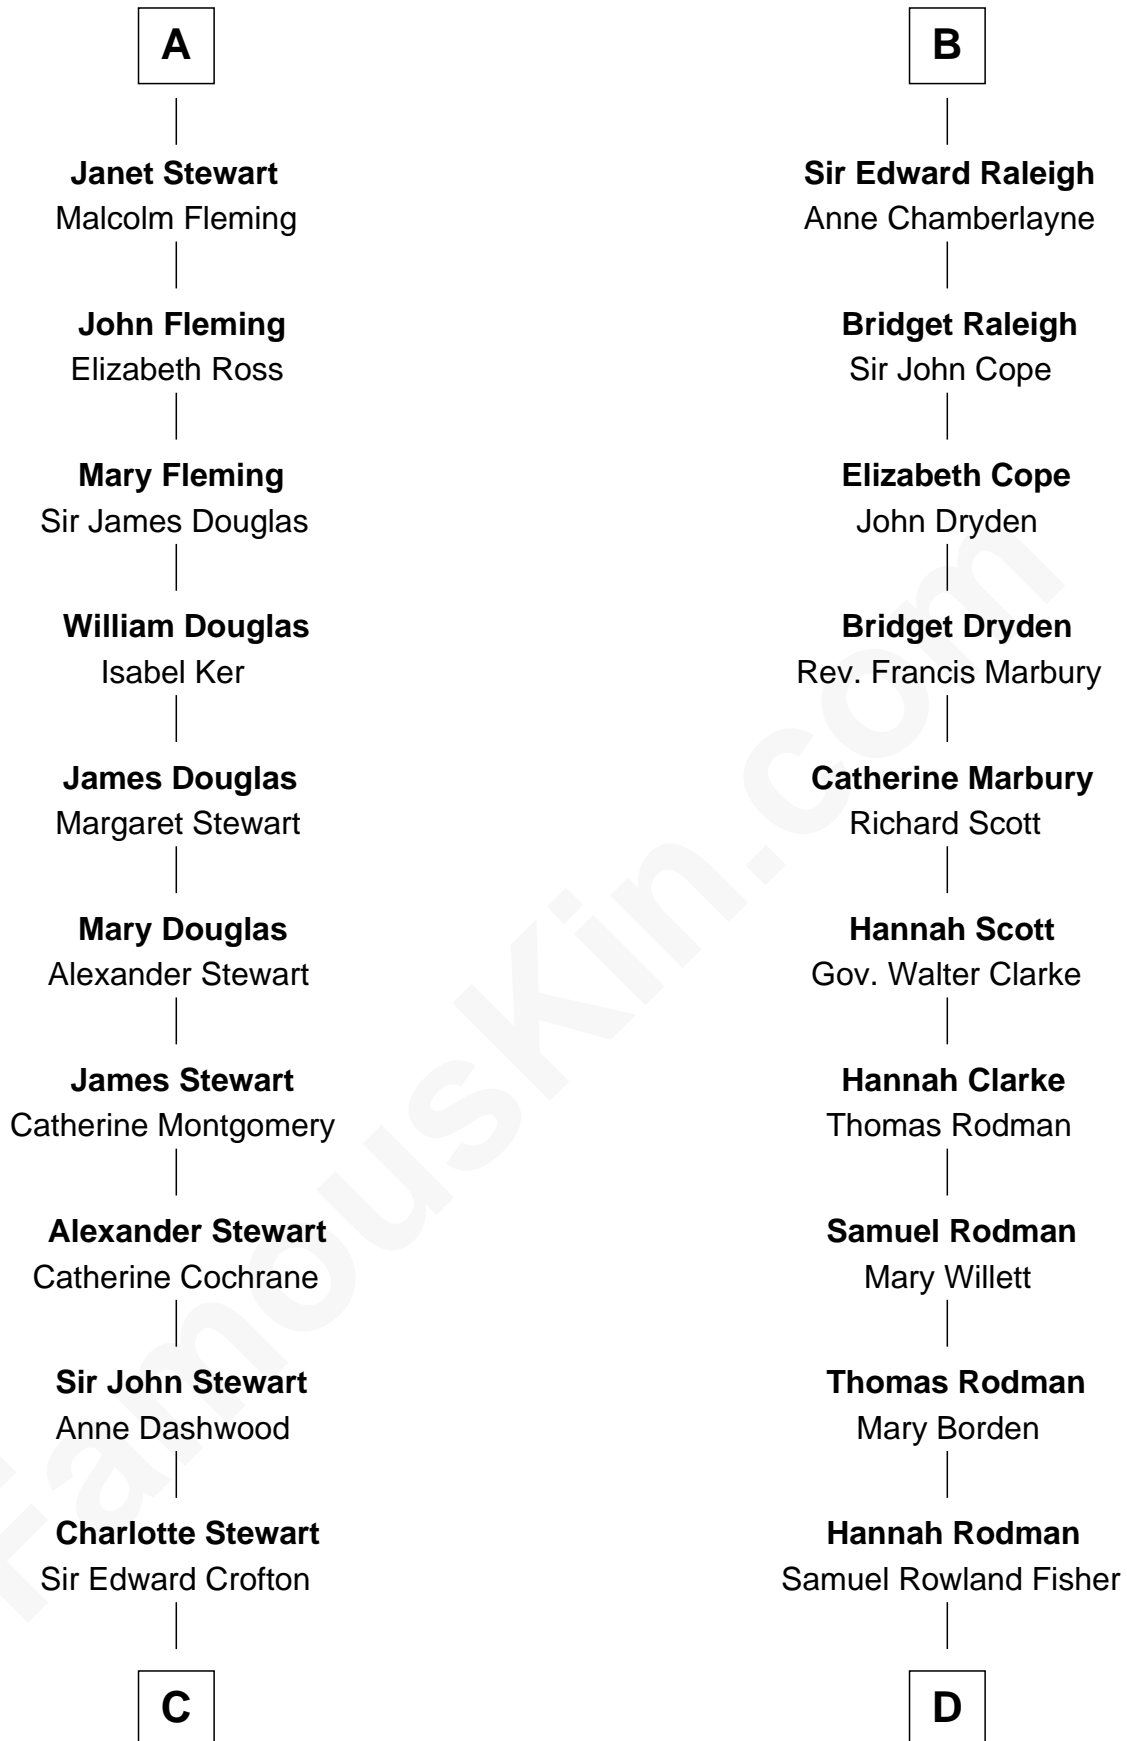 A
Janet Stewart
Malcolm Fleming
John Fleming
Elizabeth Ross
Mary Fleming
Sir James Douglas
William Douglas
Isabel Ker
James Douglas
Margaret Stewart
Mary Douglas
Alexander Stewart
James Stewart
Catherine Montgomery
Alexander Stewart
Catherine Cochrane
Sir John Stewart
Anne Dashwood
Charlotte Stewart
Sir Edward Crofton
C
B
Sir Edward Raleigh
Anne Chamberlayne
Bridget Raleigh
Sir John Cope
Elizabeth Cope
John Dryden
Bridget Dryden
Rev. Francis Marbury
Catherine Marbury
Richard Scott
Hannah Scott
Gov. Walter Clarke
Hannah Clarke
Thomas Rodman
Samuel Rodman
Mary Willett
Thomas Rodman
Mary Borden
Hannah Rodman
Samuel Rowland Fisher
D
FamousKin.com